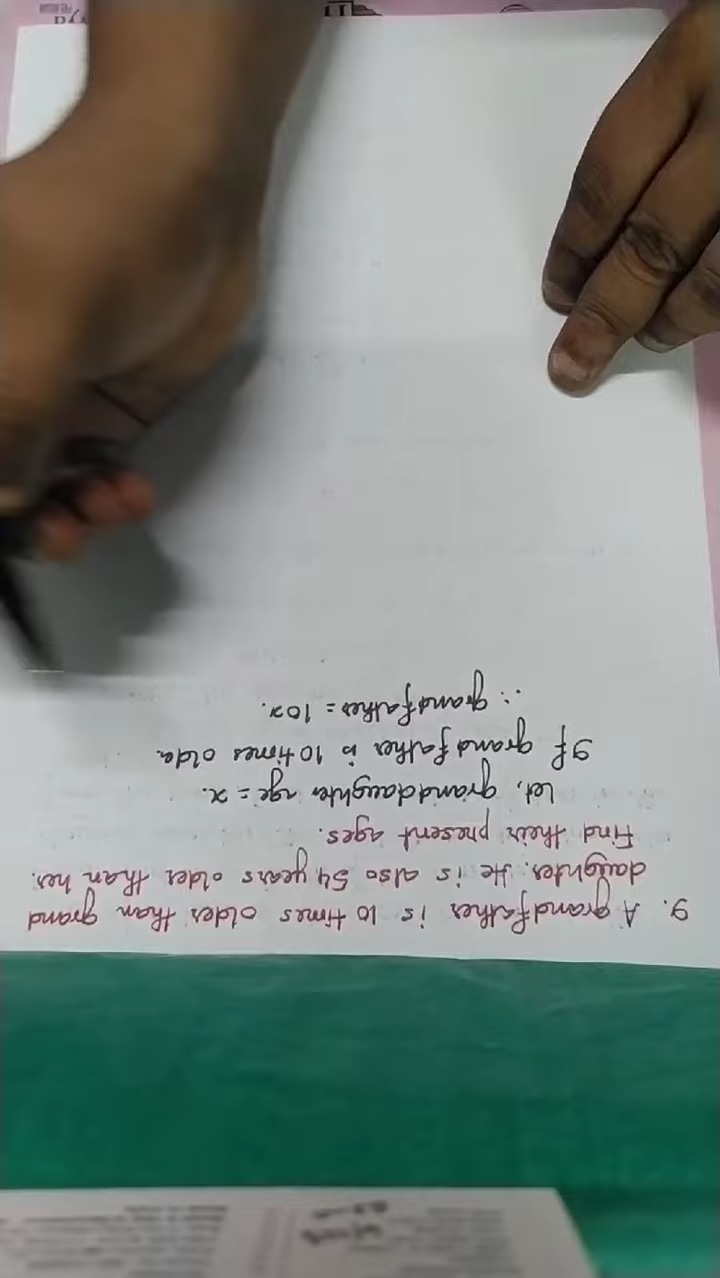 9. A grandfather is 10 times older than grand
daughter. He is also 54 years older than her.
Find their present ages.
Let, granddaughter age = x.
If grandfather is 10 times olde
∴ grandfather = 10x.